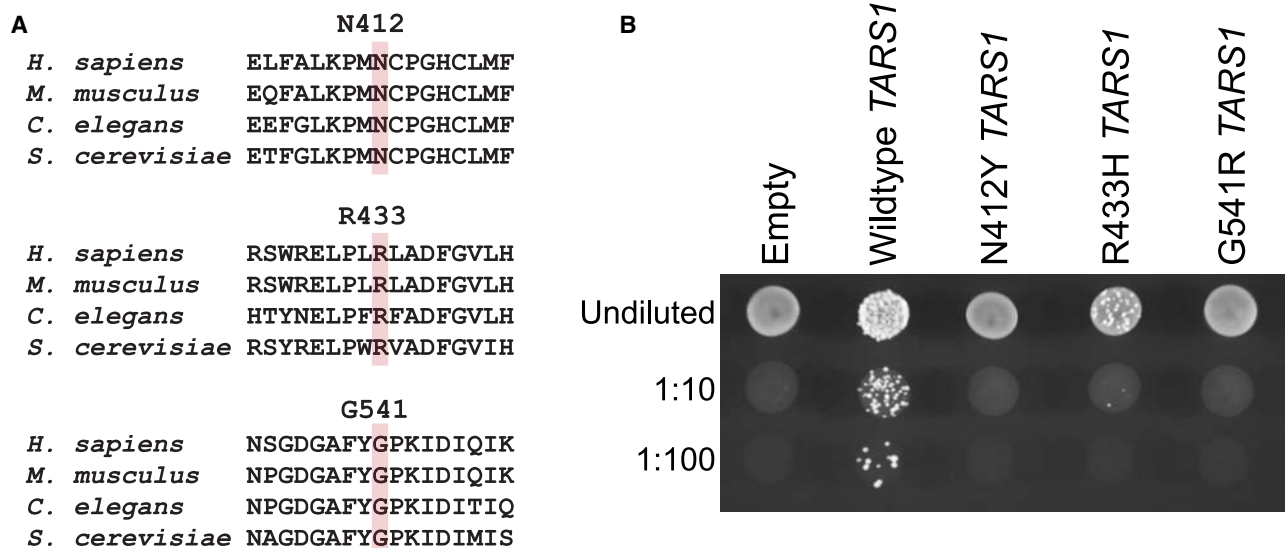 A
N412
H. sapiens ELFALKPMNCPGHCLMF
M. musculus EQFALKPMNCPGHCLMF
C. elegans EEFGLKPMNCPGHCLMF
S. cerevisiae ETFGLKPMNCPGHCLMF
R433
H. sapiens RSWRELPLRLADFGVLH
M. musculus RSWRELPLRLADFGVLH
C. elegans HTYNELPFRFADFGVLH
S. cerevisiae RSYRELPWRVADFGVIH
G541
H. sapiens NSGDGAFYGPKIDIQIK
M. musculus NPGDGAFYGPKIDIQIK
C. elegans NPGDGAFYGPKIDITIQ
S. cerevisiae NAGDGAFYGPKIDIMIS
B
Empty
Wildtype TARS1
N412Y TARS1
R433H TARS1
G541R TARS1
Undiluted
1:10
1:100